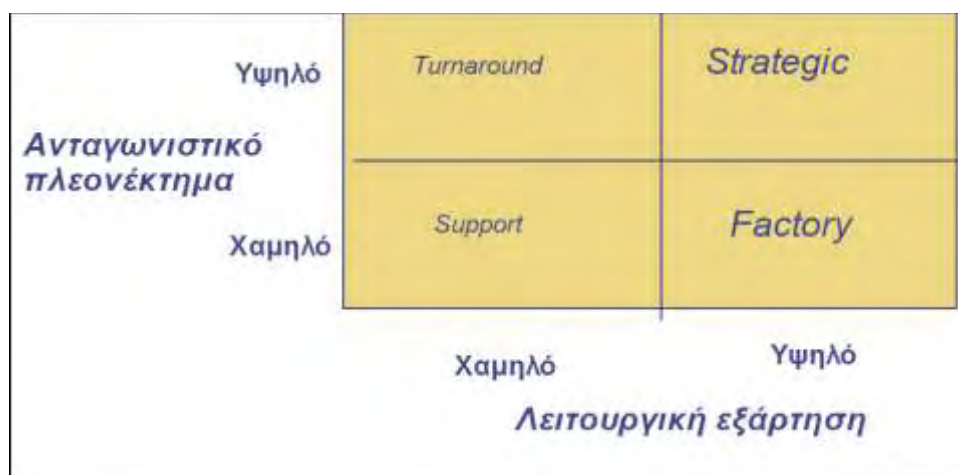 Υψηλό
Turnaround
Strategic
Ανταγωνιστικό
πλεονέκτημα
Χαμηλό
Support
Factory
Χαμηλό
Υψηλό
Λειτουργική εξάρτηση